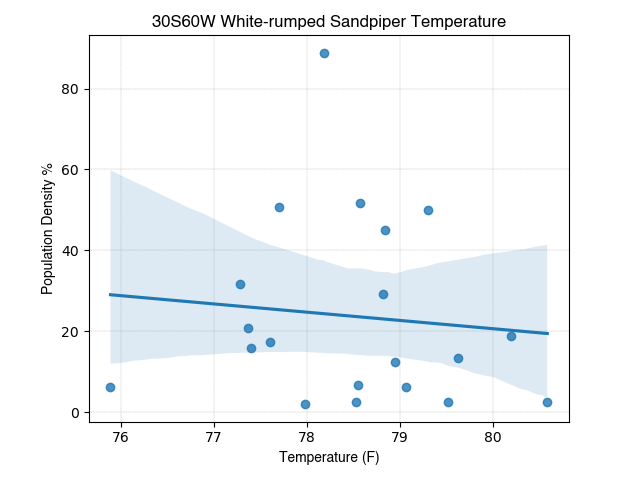 30S60W White-rumped Sandpiper Temperature
Population Density %
80
60
40
20
0
76 77 78 79 80
Temperature (F)